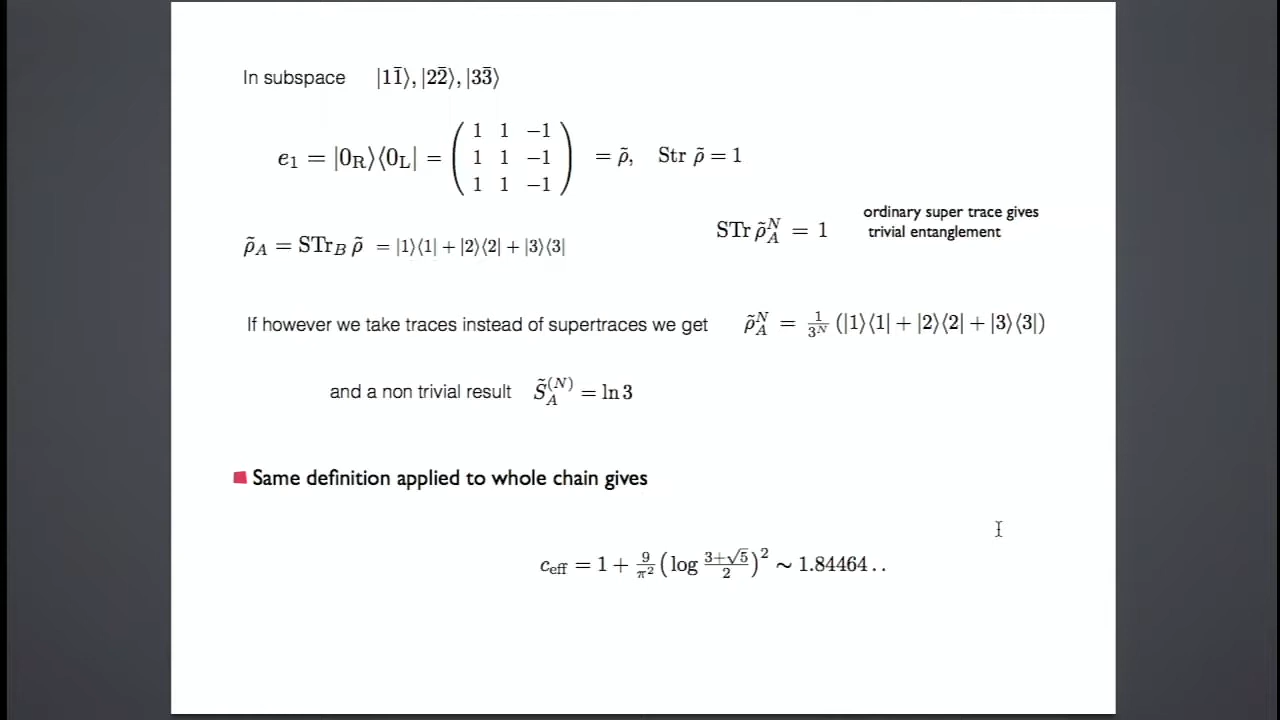 In subspace |11̄⟩, |22̄⟩, |33̄⟩
e₁ = |0_R⟩⟨0_L| = ( 1 1 −1 ; 1 1 −1 ; 1 1 −1 ) = ρ̃, Str ρ̃ = 1
ρ̃_A = STr_B ρ̃ = |1⟩⟨1| + |2⟩⟨2| + |3⟩⟨3|
STr ρ̃_A^N = 1
ordinary super trace gives
trivial entanglement
If however we take traces instead of supertraces we get ρ̃_A^N = 1/3^N (|1⟩⟨1| + |2⟩⟨2| + |3⟩⟨3|)
and a non trivial result S̃_A^(N) = ln 3
Same definition applied to whole chain gives
c_eff = 1 + 9/π² (log (3+√5)/2)² ∼ 1.84464 . .